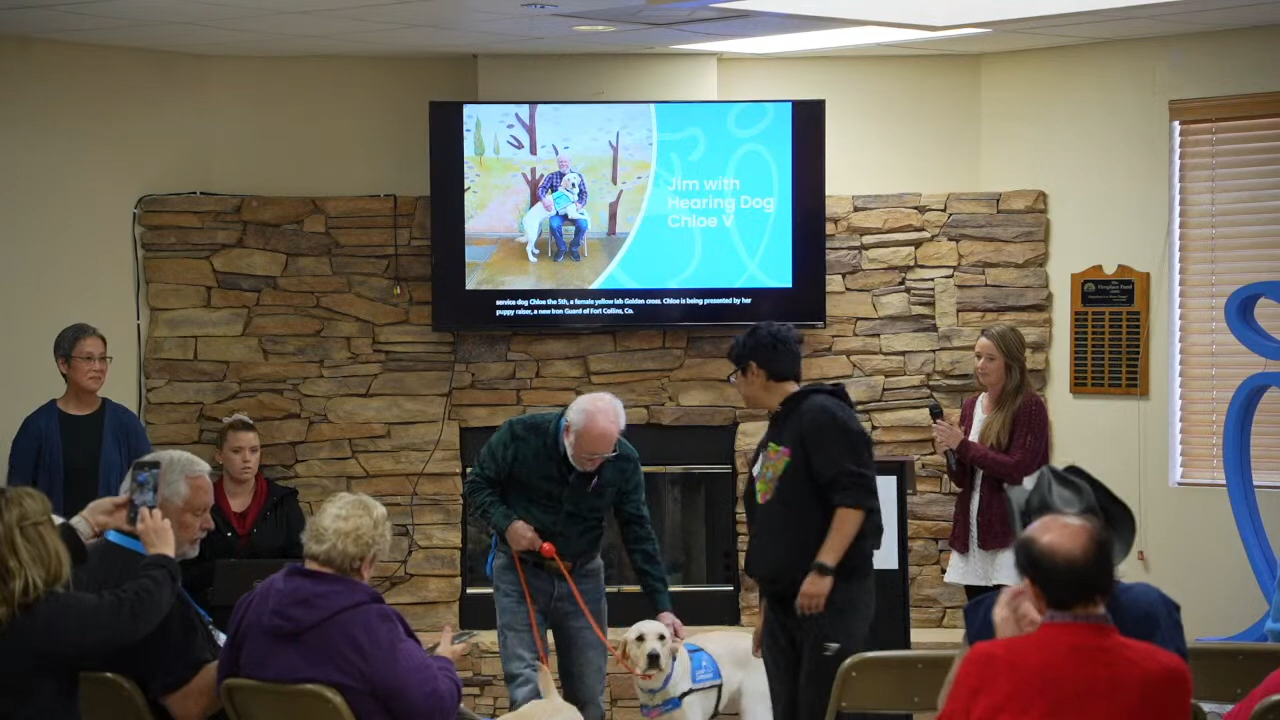 Jim with
Hearing Dog
Chloe V
service dog Chloe the 5th, a female yellow lab Golden cross. Chloe is being presented by her
puppy raiser, a new Iron Guard of Fort Collins, Co.